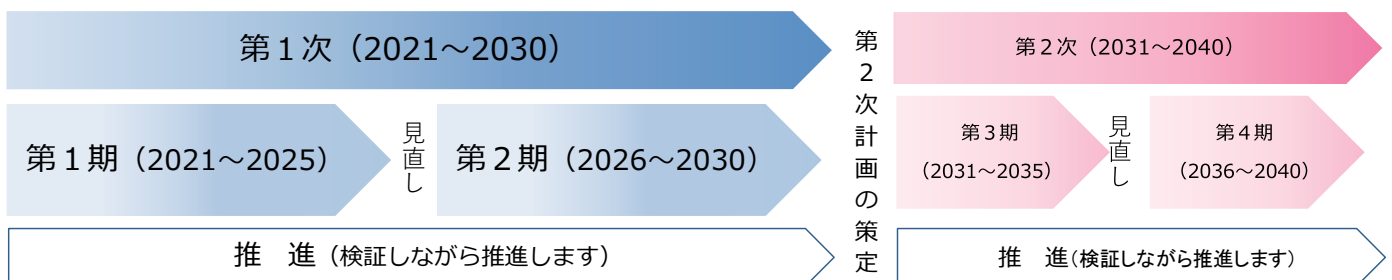 第１次（2021～2030）
第１期（2021～2025）
見直し
第２期（2026～2030）
推　進（検証しながら推進します）
第２次計画の策定
第２次（2031～2040）
第３期
（2031～2035）
見直し
第４期
（2036～2040）
推　進（検証しながら推進します）